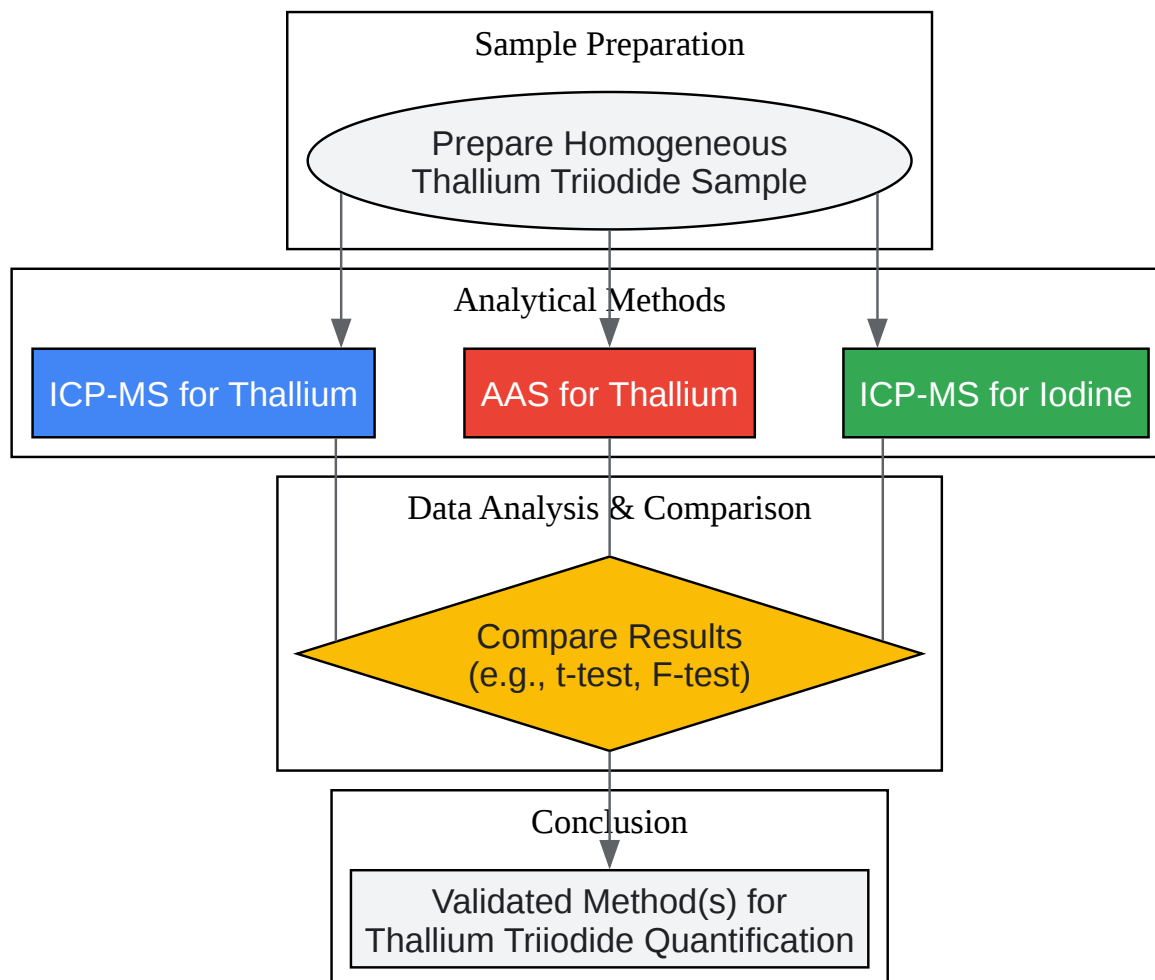 Sample Preparation
Prepare Homogeneous
Thallium Triiodide Sample
Analytical Methods
ICP-MS for Thallium
AAS for Thallium
ICP-MS for Iodine
Data Analysis & Comparison
Compare Results
(e.g., t-test, F-test)
Conclusion
Validated Method(s) for
Thallium Triiodide Quantification